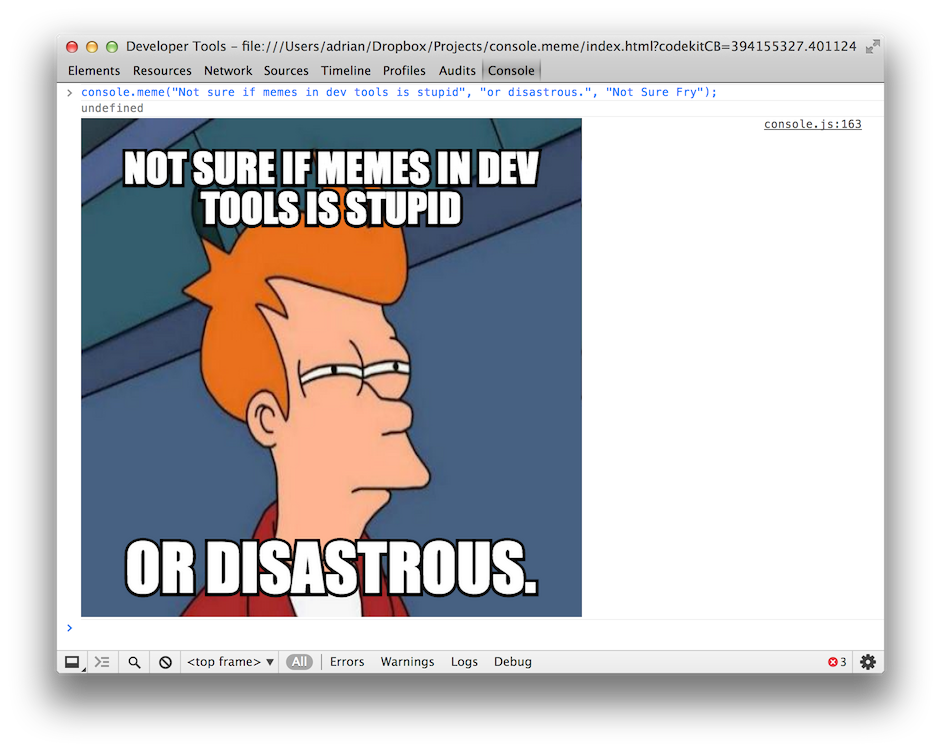 Developer Tools - file:///Users/adrian/Dropbox/Projects/console.meme/index.html?codekitCB=394155327.401124
Elements Resources Network Sources Timeline Profiles Audits Console
> console.meme("Not sure if memes in dev tools is stupid", "or disastrous.", "Not Sure Fry");
undefined
console.js:163
NOT SURE IF MEMES IN DEV
TOOLS IS STUPID
OR DISASTROUS.
>
<top frame> ▼ All Errors Warnings Logs Debug 3